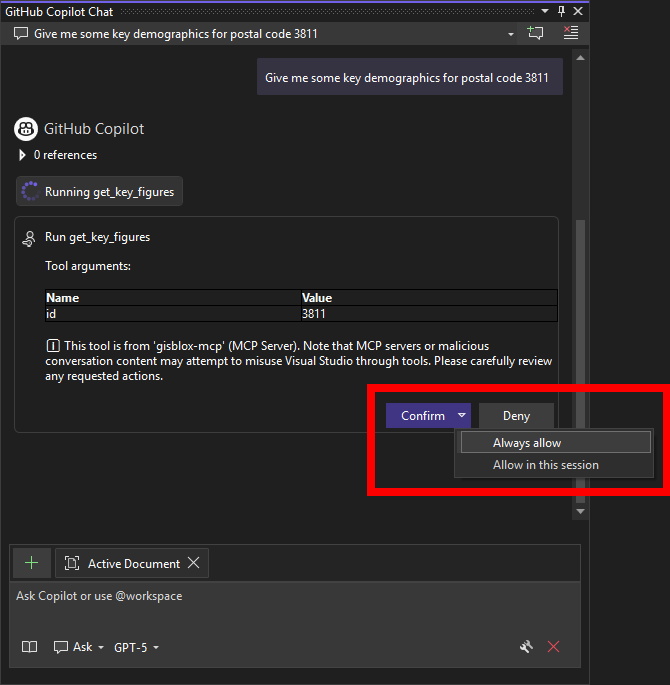 GitHub Copilot Chat
Give me some key demographics for postal code 3811
Give me some key demographics for postal code 3811
GitHub Copilot
0 references
Running get_key_figures
Run get_key_figures
Tool arguments:
Name Value
id 3811
This tool is from 'gisblox-mcp' (MCP Server). Note that MCP servers or malicious
conversation content may attempt to misuse Visual Studio through tools. Please carefully review
any requested actions.
Confirm Deny
Always allow
Allow in this session
Active Document
Ask Copilot or use @workspace
Ask GPT-5